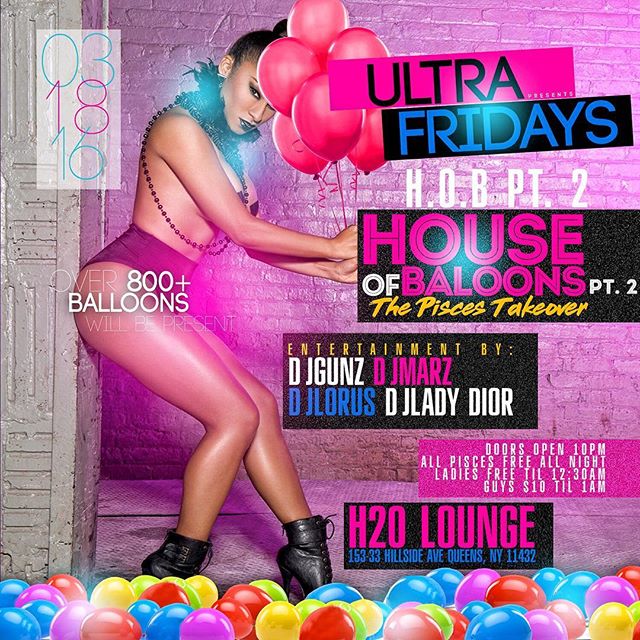 03
18
16
ULTRA
PRESENTS
FRIDAYS
H.O.B PT. 2
HOUSE
OF BALOONS PT. 2
The Pisces Takeover
OVER 800+
BALLOONS
WILL BE PRESENT
ENTERTAINMENT BY:
DJGUNZ DJMARZ
DJLORUS DJLADY DIOR
DOORS OPEN 10PM
ALL PISCES FREE ALL NIGHT
LADIES FREE TIL 12:30AM
GUYS $10 TIL 1AM
H20 LOUNGE
153-33 HILLSIDE AVE QUEENS, NY 11432